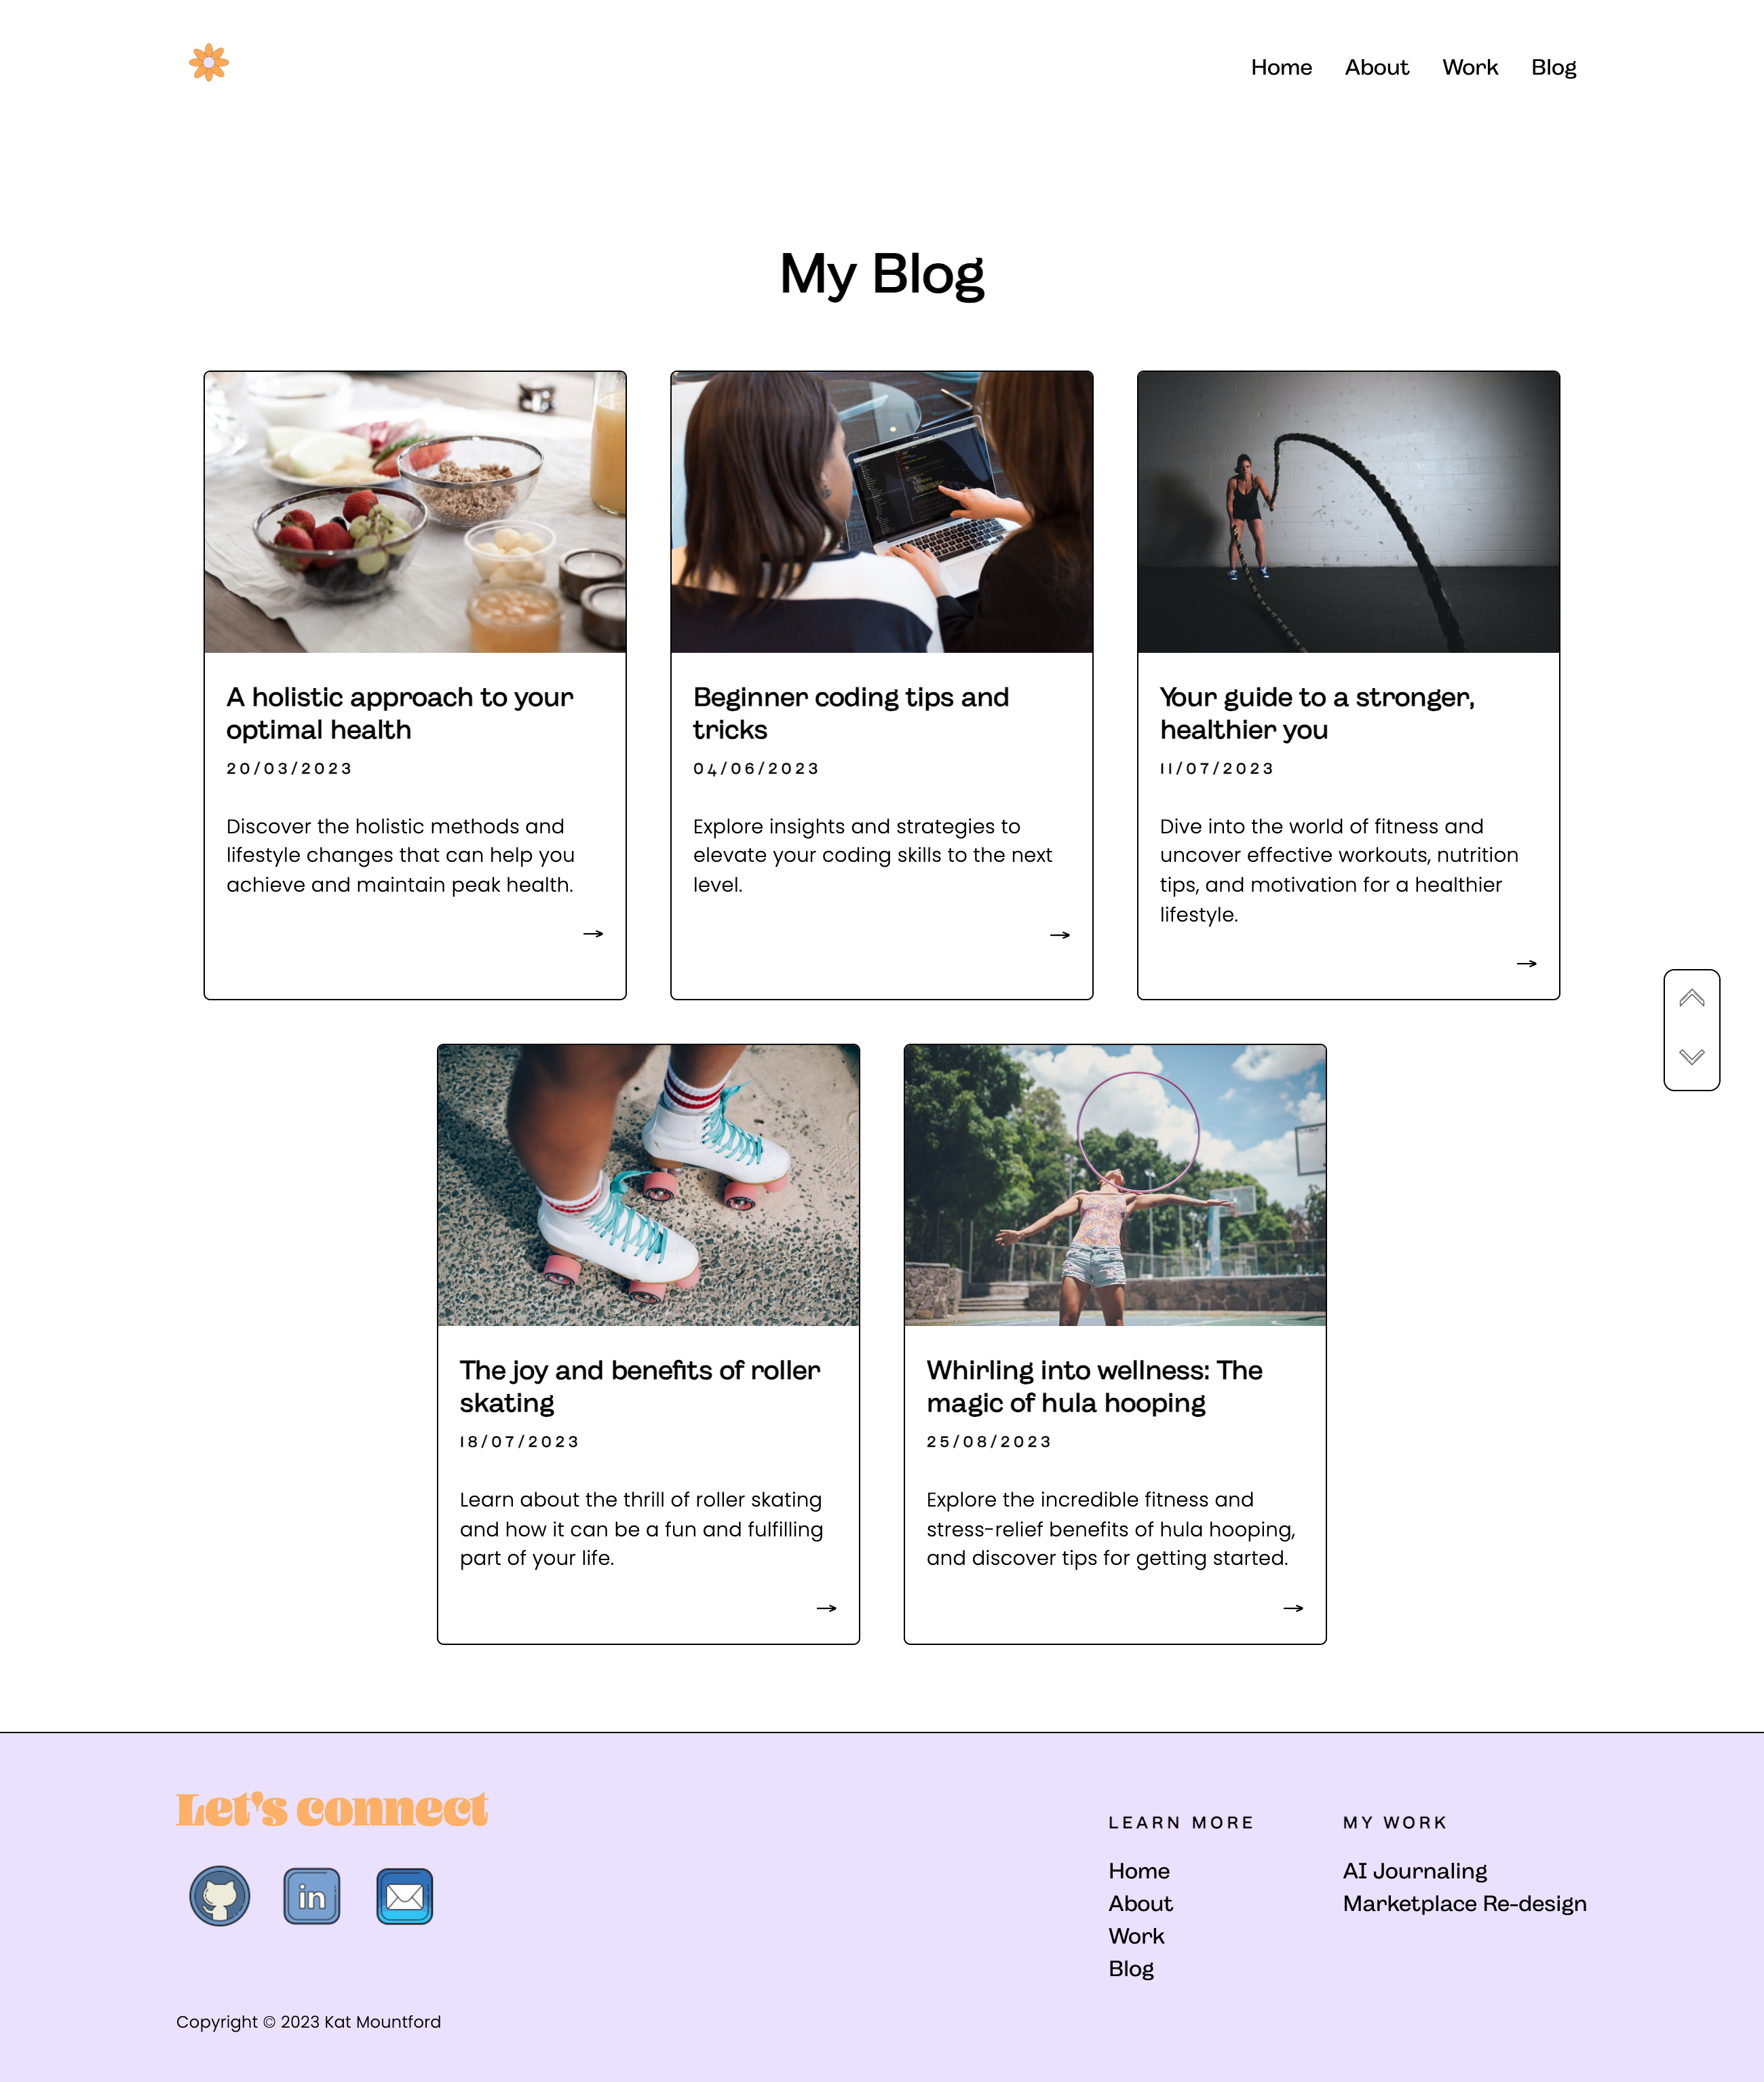 Home About Work Blog
My Blog
A holistic approach to your
optimal health
20/03/2023
Discover the holistic methods and
lifestyle changes that can help you
achieve and maintain peak health.
→
Beginner coding tips and
tricks
04/06/2023
Explore insights and strategies to
elevate your coding skills to the next
level.
→
Your guide to a stronger,
healthier you
11/07/2023
Dive into the world of fitness and
uncover effective workouts, nutrition
tips, and motivation for a healthier
lifestyle.
→
The joy and benefits of roller
skating
18/07/2023
Learn about the thrill of roller skating
and how it can be a fun and fulfilling
part of your life.
→
Whirling into wellness: The
magic of hula hooping
25/08/2023
Explore the incredible fitness and
stress-relief benefits of hula hooping,
and discover tips for getting started.
→
Let's connect
in
LEARN MORE
Home
About
Work
Blog
MY WORK
AI Journaling
Marketplace Re-design
Copyright © 2023 Kat Mountford